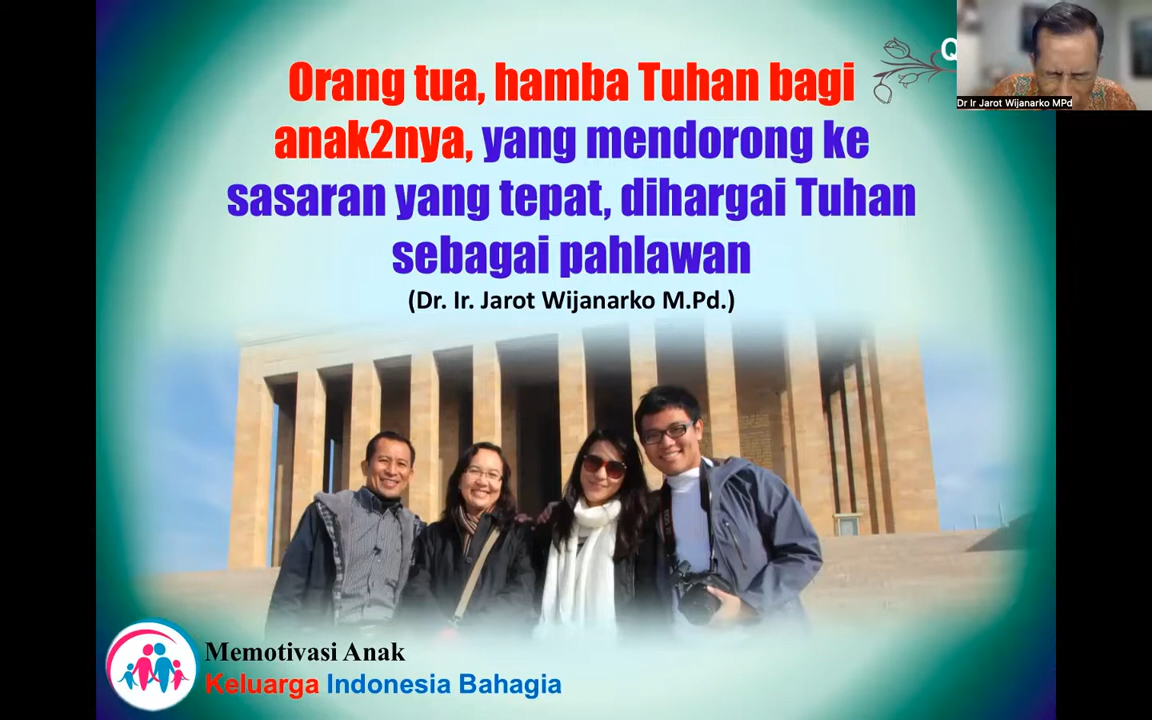 Orang tua, hamba Tuhan bagi
anak2nya, yang mendorong ke
sasaran yang tepat, dihargai Tuhan
sebagai pahlawan
(Dr. Ir. Jarot Wijanarko M.Pd.)
Dr Ir Jarot Wijanarko MPd
Memotivasi Anak
Keluarga Indonesia Bahagia